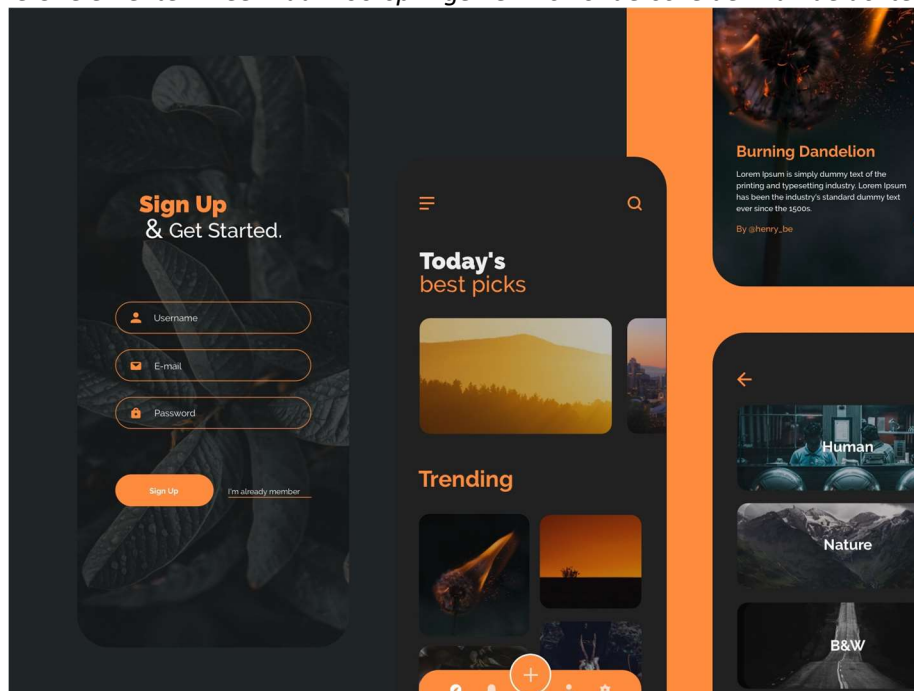 Sign Up
& Get Started.
Username
E-mail
Password
Sign Up
I'm already member
Today's
best picks
Trending
Burning Dandelion
Lorem Ipsum is simply dummy text of the
printing and typesetting industry. Lorem Ipsum
has been the industry's standard dummy text
ever since the 1500s.
By @henry_be
Human
Nature
B&W